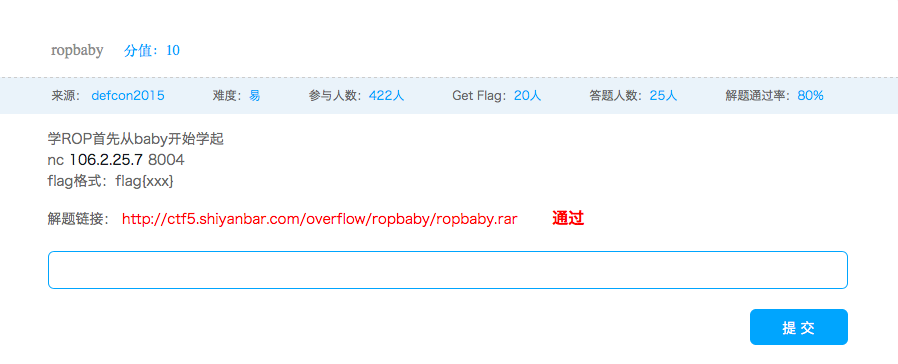 ropbaby 分值：10
来源： defcon2015 难度：易 参与人数：422人 Get Flag：20人 答题人数：25人 解题通过率：80%
学ROP首先从baby开始学起
nc 106.2.25.7 8004
flag格式：flag{xxx}
解题链接： http://ctf5.shiyanbar.com/overflow/ropbaby/ropbaby.rar 通过
提 交